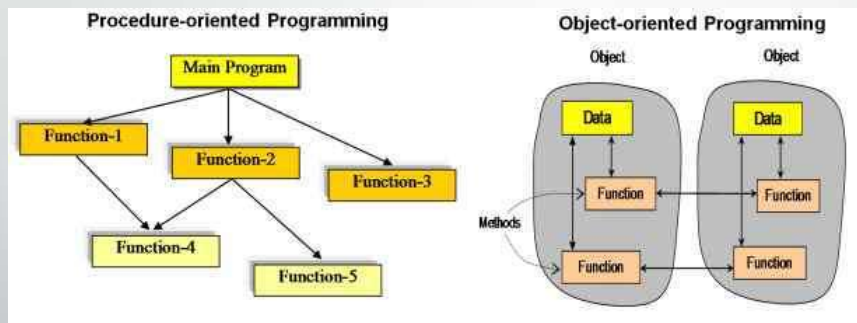 Procedure-oriented Programming
Main Program
Function-1
Function-2
Function-3
Function-4
Function-5
Object-oriented Programming
Object
Object
Data
Data
Function
Function
Methods
Function
Function